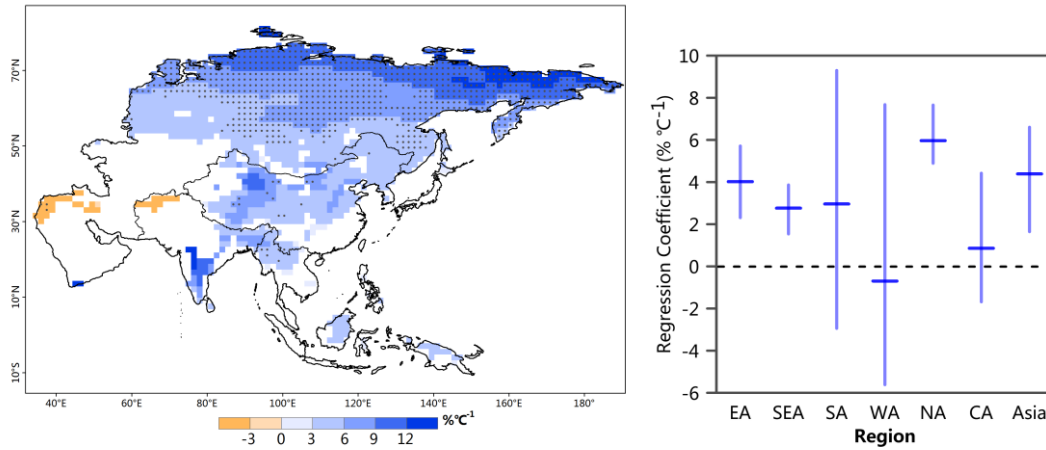 70°N
50°N
30°N
10°N
10°S
40°E
60°E
80°E
100°E
120°E
140°E
160°E
180°
-3
0
3
6
9
12
%°C⁻¹
Regression Coefficient (% °C⁻¹)
10
8
6
4
2
0
-2
-4
-6
EA
SEA
SA
WA
NA
CA
Asia
Region